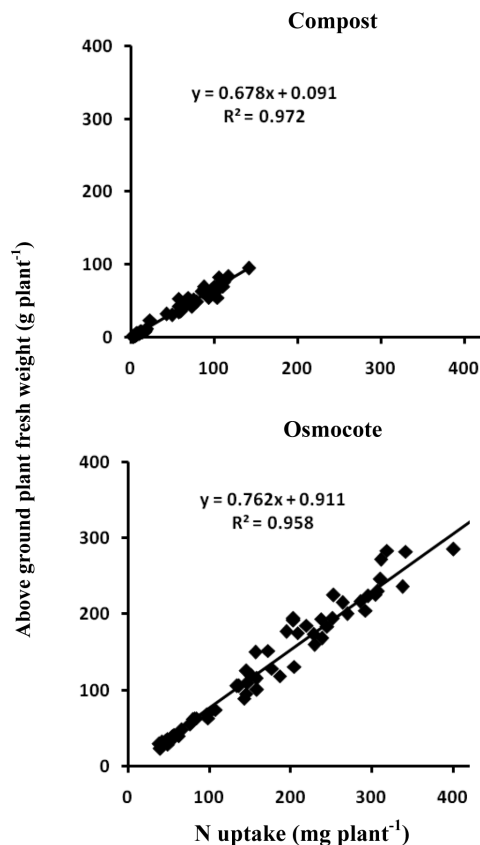 Compost
y = 0.678x + 0.091
R² = 0.972
400
300
200
100
0
0 100 200 300 400
Above ground plant fresh weight (g plant⁻¹)
Osmocote
y = 0.762x + 0.911
R² = 0.958
400
300
200
100
0
0 100 200 300 400
N uptake (mg plant⁻¹)